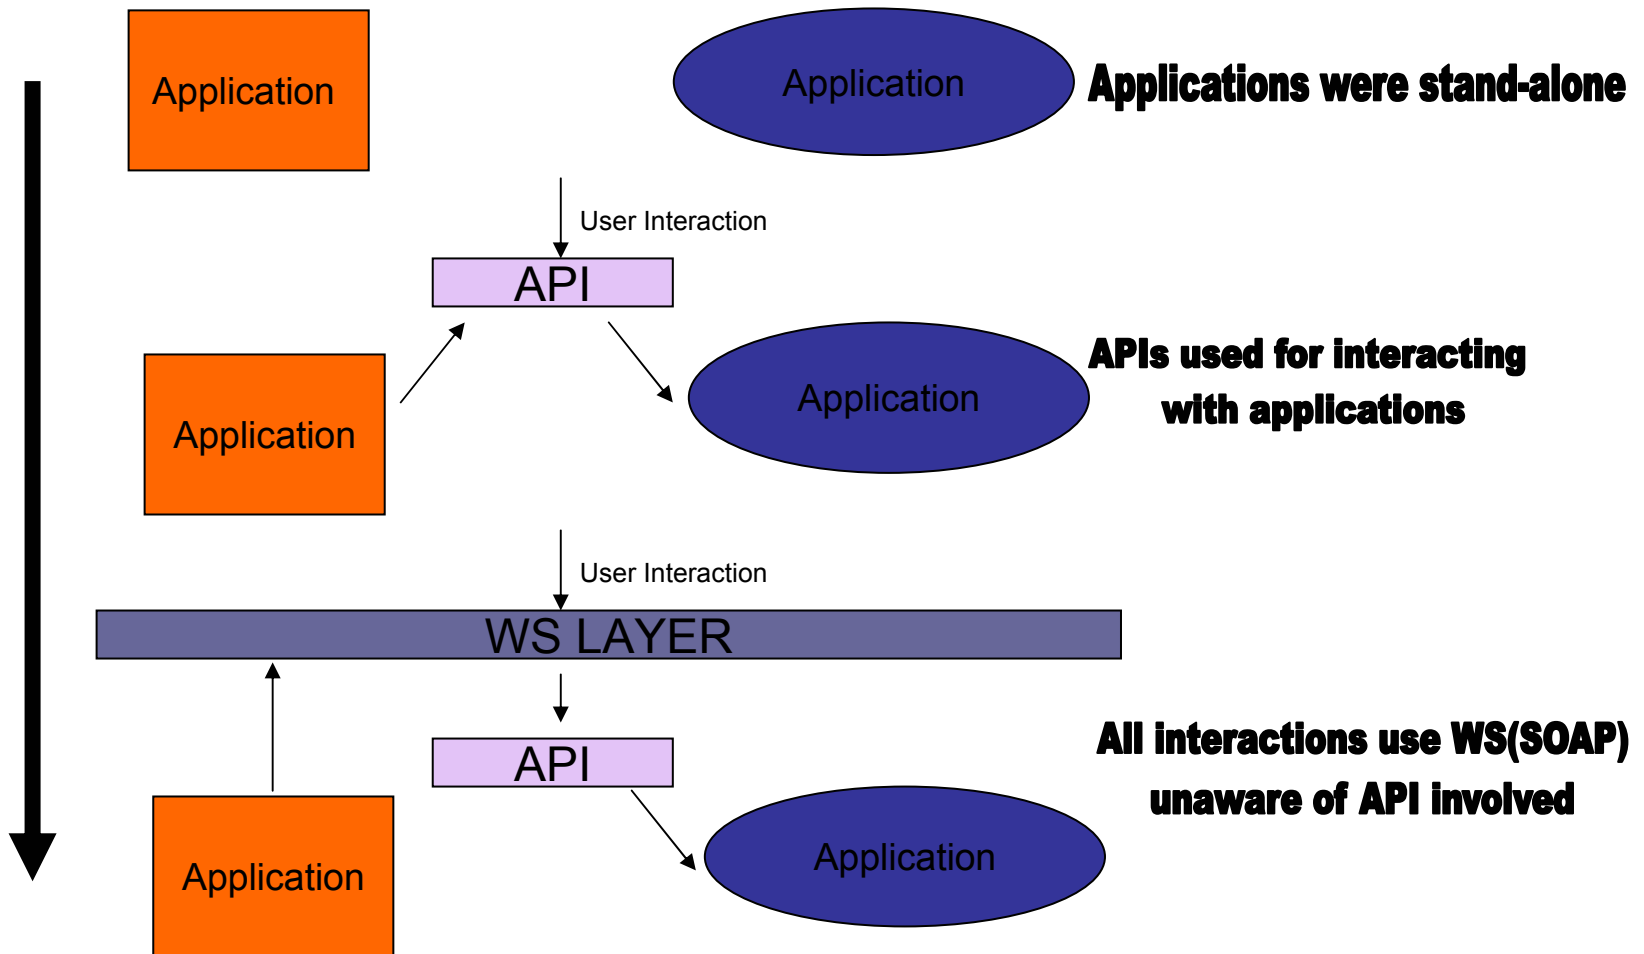 Application
Application
Applications were stand-alone
User Interaction
API
Application
Application
APIs used for interacting
with applications
User Interaction
WS LAYER
API
All interactions use WS(SOAP)
unaware of API involved
Application
Application